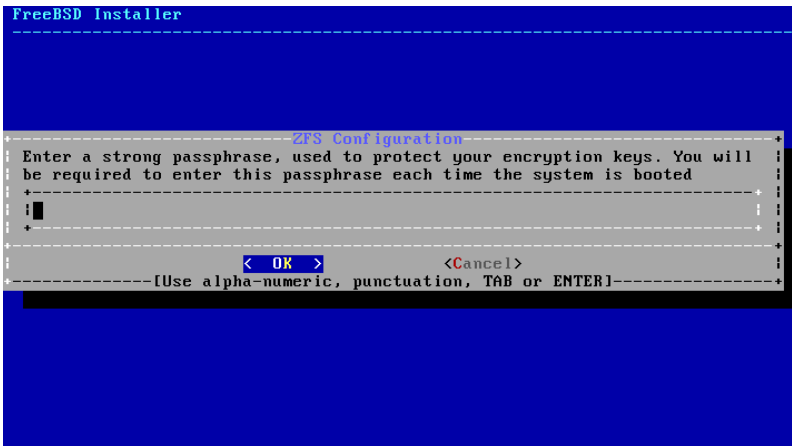 FreeBSD Installer
ZFS Configuration
Enter a strong passphrase, used to protect your encryption keys. You will
be required to enter this passphrase each time the system is booted
< OK > <Cancel>
[Use alpha-numeric, punctuation, TAB or ENTER]